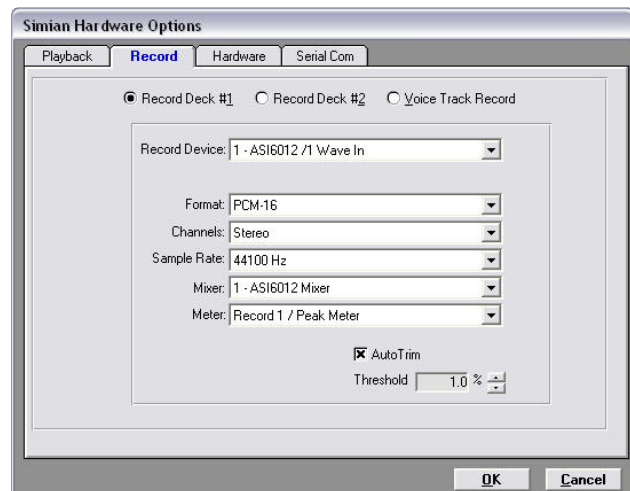 Simian Hardware Options
Playback Record Hardware Serial Com
Record Deck #1 Record Deck #2 Voice Track Record
Record Device: 1 - ASI6012 /1 Wave In
Format: PCM-16
Channels: Stereo
Sample Rate: 44100 Hz
Mixer: 1 - ASI6012 Mixer
Meter: Record 1 / Peak Meter
AutoTrim
Threshold 1.0 %
OK Cancel